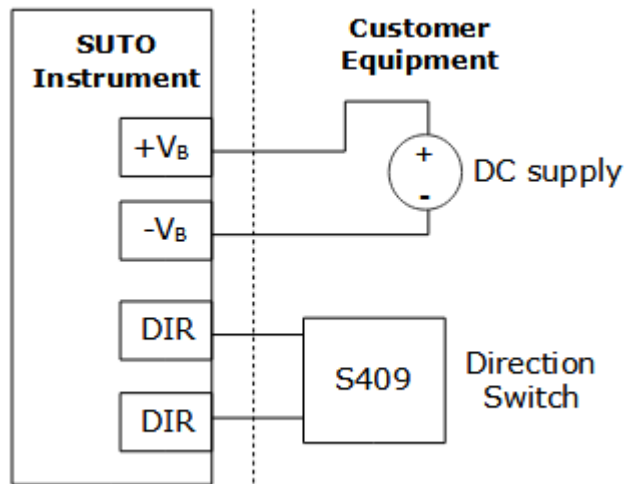 SUTO
Instrument
Customer
Equipment
+VB
+
-
DC supply
-VB
DIR
S409
Direction
Switch
DIR